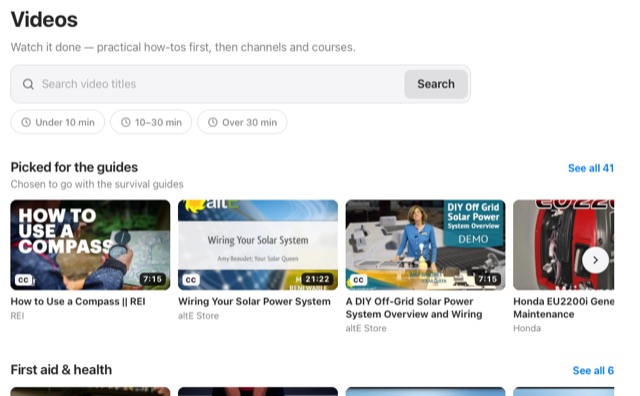 Videos
Watch it done — practical how-tos first, then channels and courses.
Search video titles
Search
Under 10 min
10–30 min
Over 30 min
Picked for the guides
See all 41
Chosen to go with the survival guides
HOW TO
USE A
COMPASS
CC
7:15
altE
Wiring Your Solar System
Amy Beaudet; Your Solar Queen
CC
21:22
DIY Off Grid
Solar Power
System Overview
DEMO
CC
7:15
How to Use a Compass || REI
REI
Wiring Your Solar Power System
altE Store
A DIY Off-Grid Solar Power
System Overview and Wiring
altE Store
Honda EU2200i Gene
Maintenance
Honda
First aid & health
See all 6